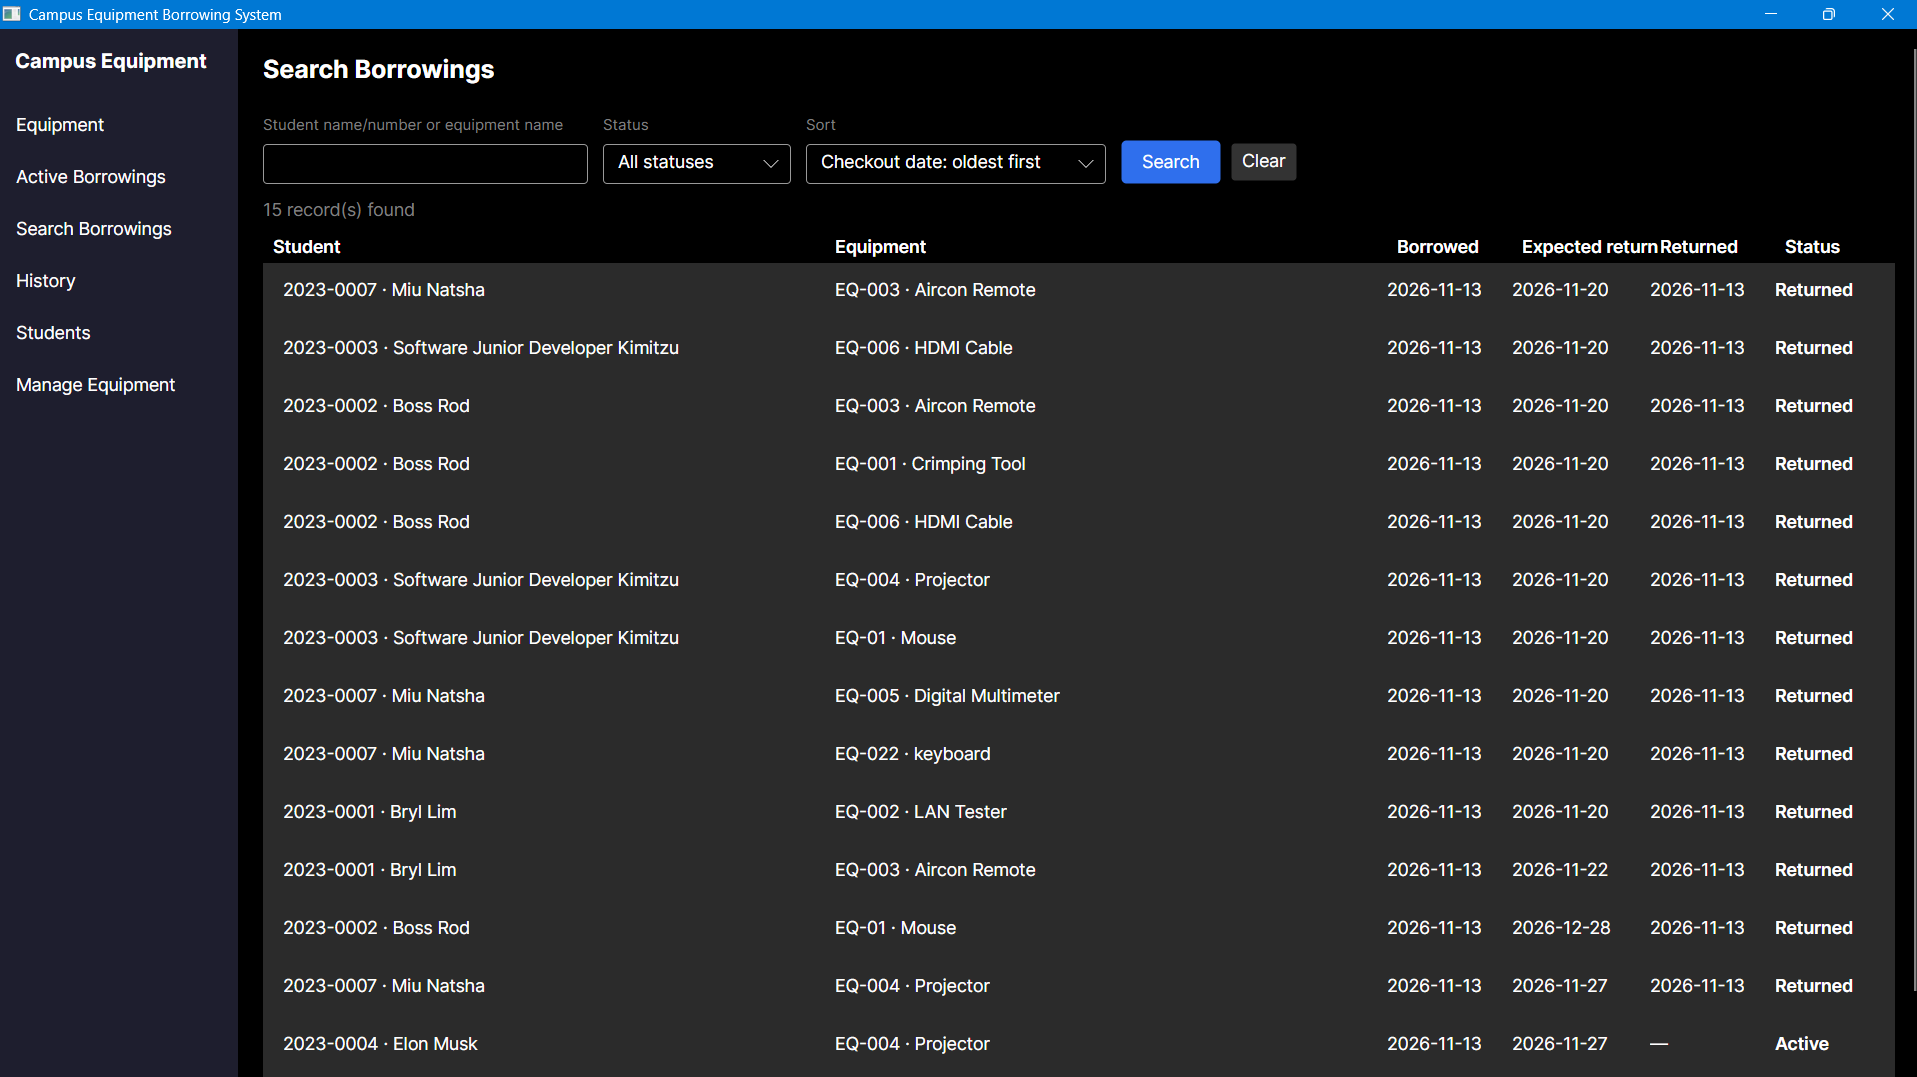 Campus Equipment Borrowing System
Campus Equipment
Equipment
Active Borrowings
Search Borrowings
History
Students
Manage Equipment
Search Borrowings
Student name/number or equipment name Status Sort
All statuses Checkout date: oldest first Search Clear
15 record(s) found
Student Equipment Borrowed Expected return Returned Status
2023-0007 · Miu Natsha EQ-003 · Aircon Remote 2026-11-13 2026-11-20 2026-11-13 Returned
2023-0003 · Software Junior Developer Kimitzu EQ-006 · HDMI Cable 2026-11-13 2026-11-20 2026-11-13 Returned
2023-0002 · Boss Rod EQ-003 · Aircon Remote 2026-11-13 2026-11-20 2026-11-13 Returned
2023-0002 · Boss Rod EQ-001 · Crimping Tool 2026-11-13 2026-11-20 2026-11-13 Returned
2023-0002 · Boss Rod EQ-006 · HDMI Cable 2026-11-13 2026-11-20 2026-11-13 Returned
2023-0003 · Software Junior Developer Kimitzu EQ-004 · Projector 2026-11-13 2026-11-20 2026-11-13 Returned
2023-0003 · Software Junior Developer Kimitzu EQ-01 · Mouse 2026-11-13 2026-11-20 2026-11-13 Returned
2023-0007 · Miu Natsha EQ-005 · Digital Multimeter 2026-11-13 2026-11-20 2026-11-13 Returned
2023-0007 · Miu Natsha EQ-022 · keyboard 2026-11-13 2026-11-20 2026-11-13 Returned
2023-0001 · Bryl Lim EQ-002 · LAN Tester 2026-11-13 2026-11-20 2026-11-13 Returned
2023-0001 · Bryl Lim EQ-003 · Aircon Remote 2026-11-13 2026-11-22 2026-11-13 Returned
2023-0002 · Boss Rod EQ-01 · Mouse 2026-11-13 2026-12-28 2026-11-13 Returned
2023-0007 · Miu Natsha EQ-004 · Projector 2026-11-13 2026-11-27 2026-11-13 Returned
2023-0004 · Elon Musk EQ-004 · Projector 2026-11-13 2026-11-27 — Active